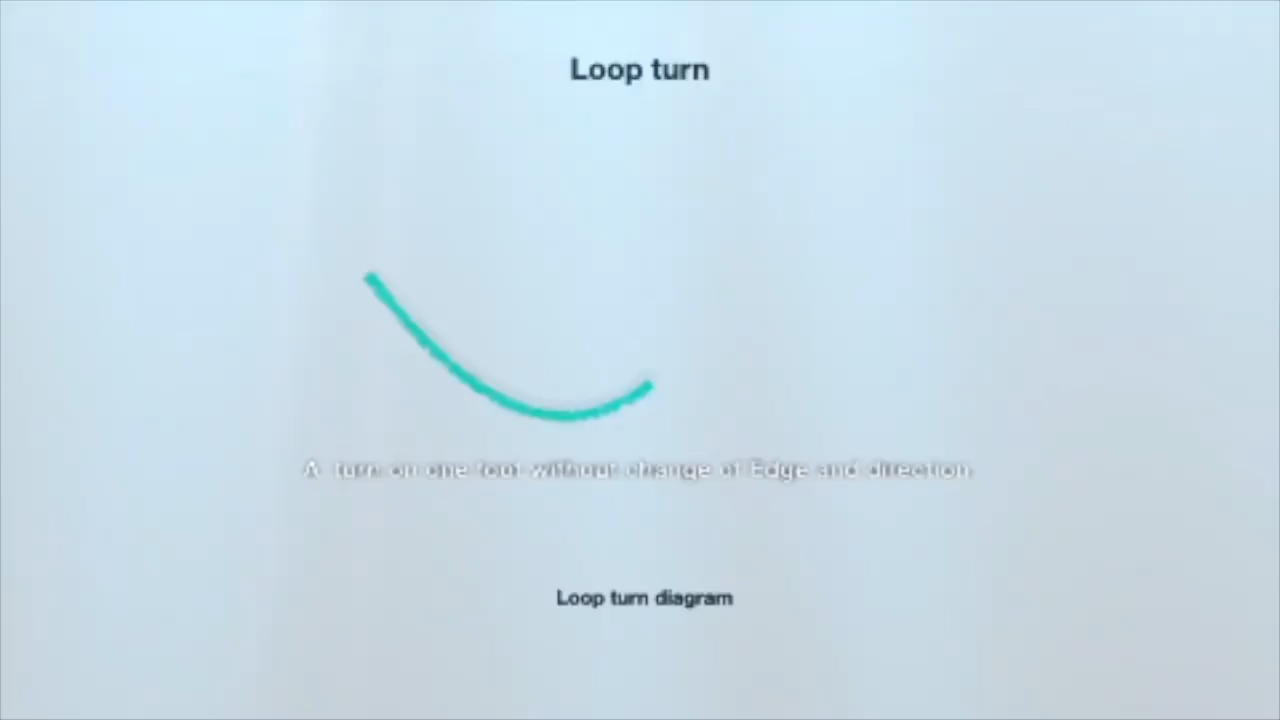 Loop turn
A turn on one foot without change of Edge and direction
Loop turn diagram